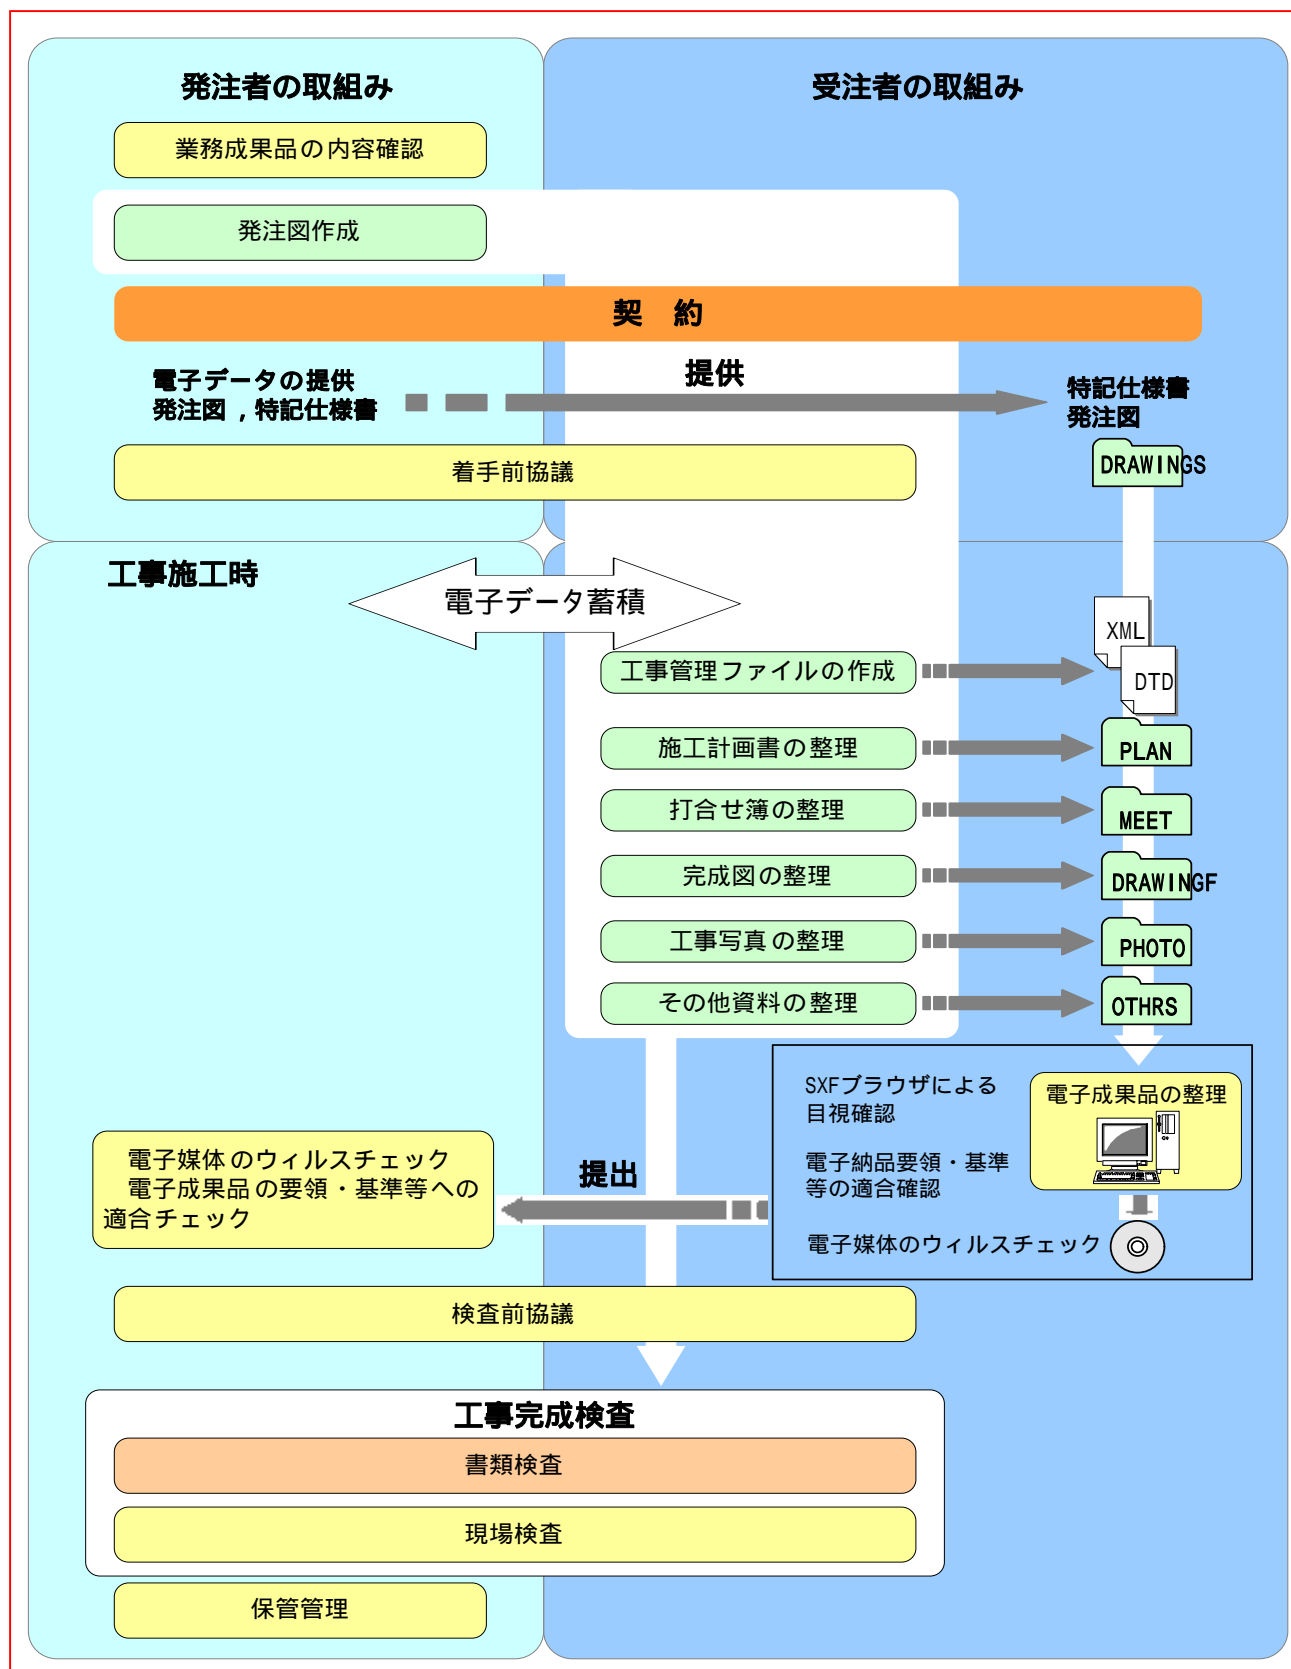 発注者の取組み
受注者の取組み
業務成果品の内容確認
発注図作成
契　約
電子データの提供
発注図，特記仕様書
提供
特記仕様書
発注図
DRAWINGS
着手前協議
工事施工時
電子データ蓄積
XML
DTD
工事管理ファイルの作成
施工計画書の整理
PLAN
打合せ簿の整理
MEET
完成図の整理
DRAWINGF
工事写真の整理
PHOTO
その他資料の整理
OTHRS
SXFブラウザによる
目視確認
電子納品要領・基準
等の適合確認
電子媒体のウィルスチェック
電子成果品の整理
提出
電子媒体のウィルスチェック
電子成果品の要領・基準等への
適合チェック
検査前協議
工事完成検査
書類検査
現場検査
保管管理